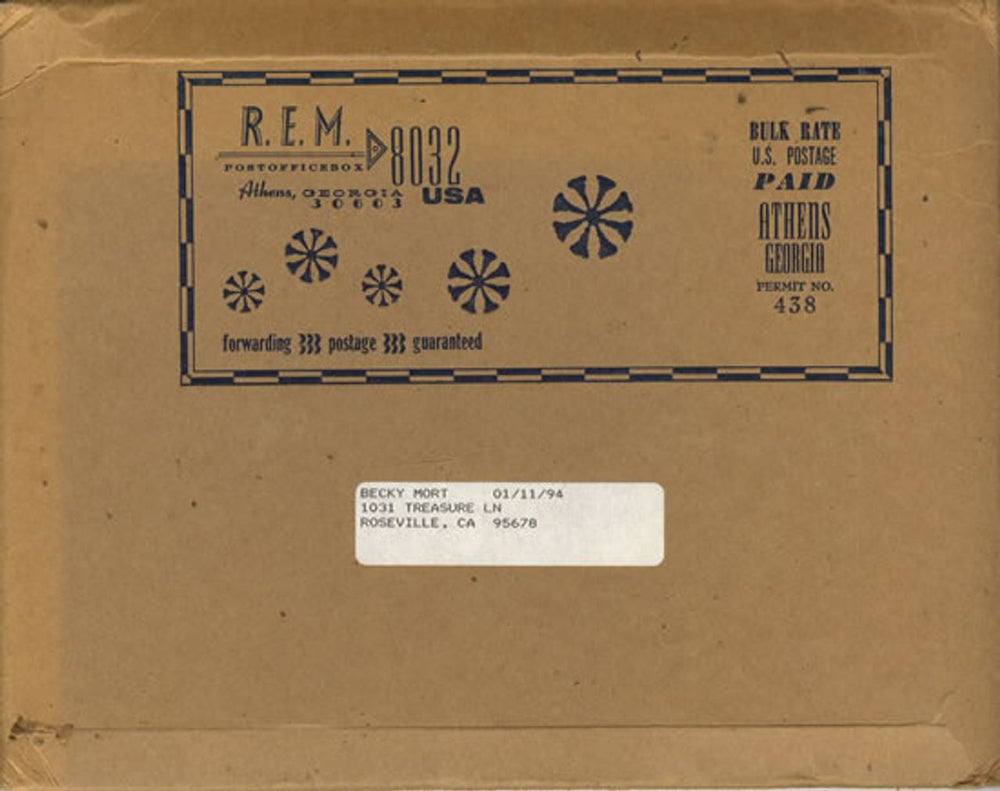 R.E.M.
POSTOFFICEBOX 8032
Athens, GEORGIA USA
30603
forwarding postage guaranteed
BULK RATE
U.S. POSTAGE
PAID
ATHENS
GEORGIA
PERMIT NO.
438
BECKY MORT 01/11/94
1031 TREASURE LN
ROSEVILLE, CA 95678